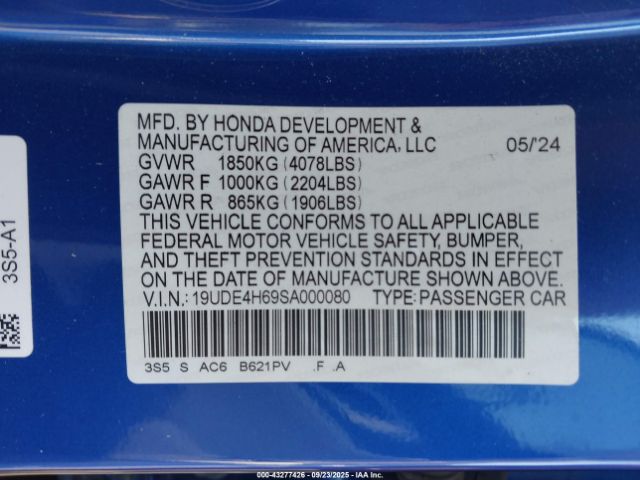 MFD. BY HONDA DEVELOPMENT &
MANUFACTURING OF AMERICA, LLC 05/'24
GVWR 1850KG (4078LBS)
GAWR F 1000KG (2204LBS)
GAWR R 865KG (1906LBS)
THIS VEHICLE CONFORMS TO ALL APPLICABLE
FEDERAL MOTOR VEHICLE SAFETY, BUMPER,
AND THEFT PREVENTION STANDARDS IN EFFECT
ON THE DATE OF MANUFACTURE SHOWN ABOVE.
V.I.N.: 19UDE4H69SA000080 TYPE: PASSENGER CAR
3S5 S AC6 B621PV .F .A
3S5-A1
000-43277426 - 09/23/2025 - IAA Inc.